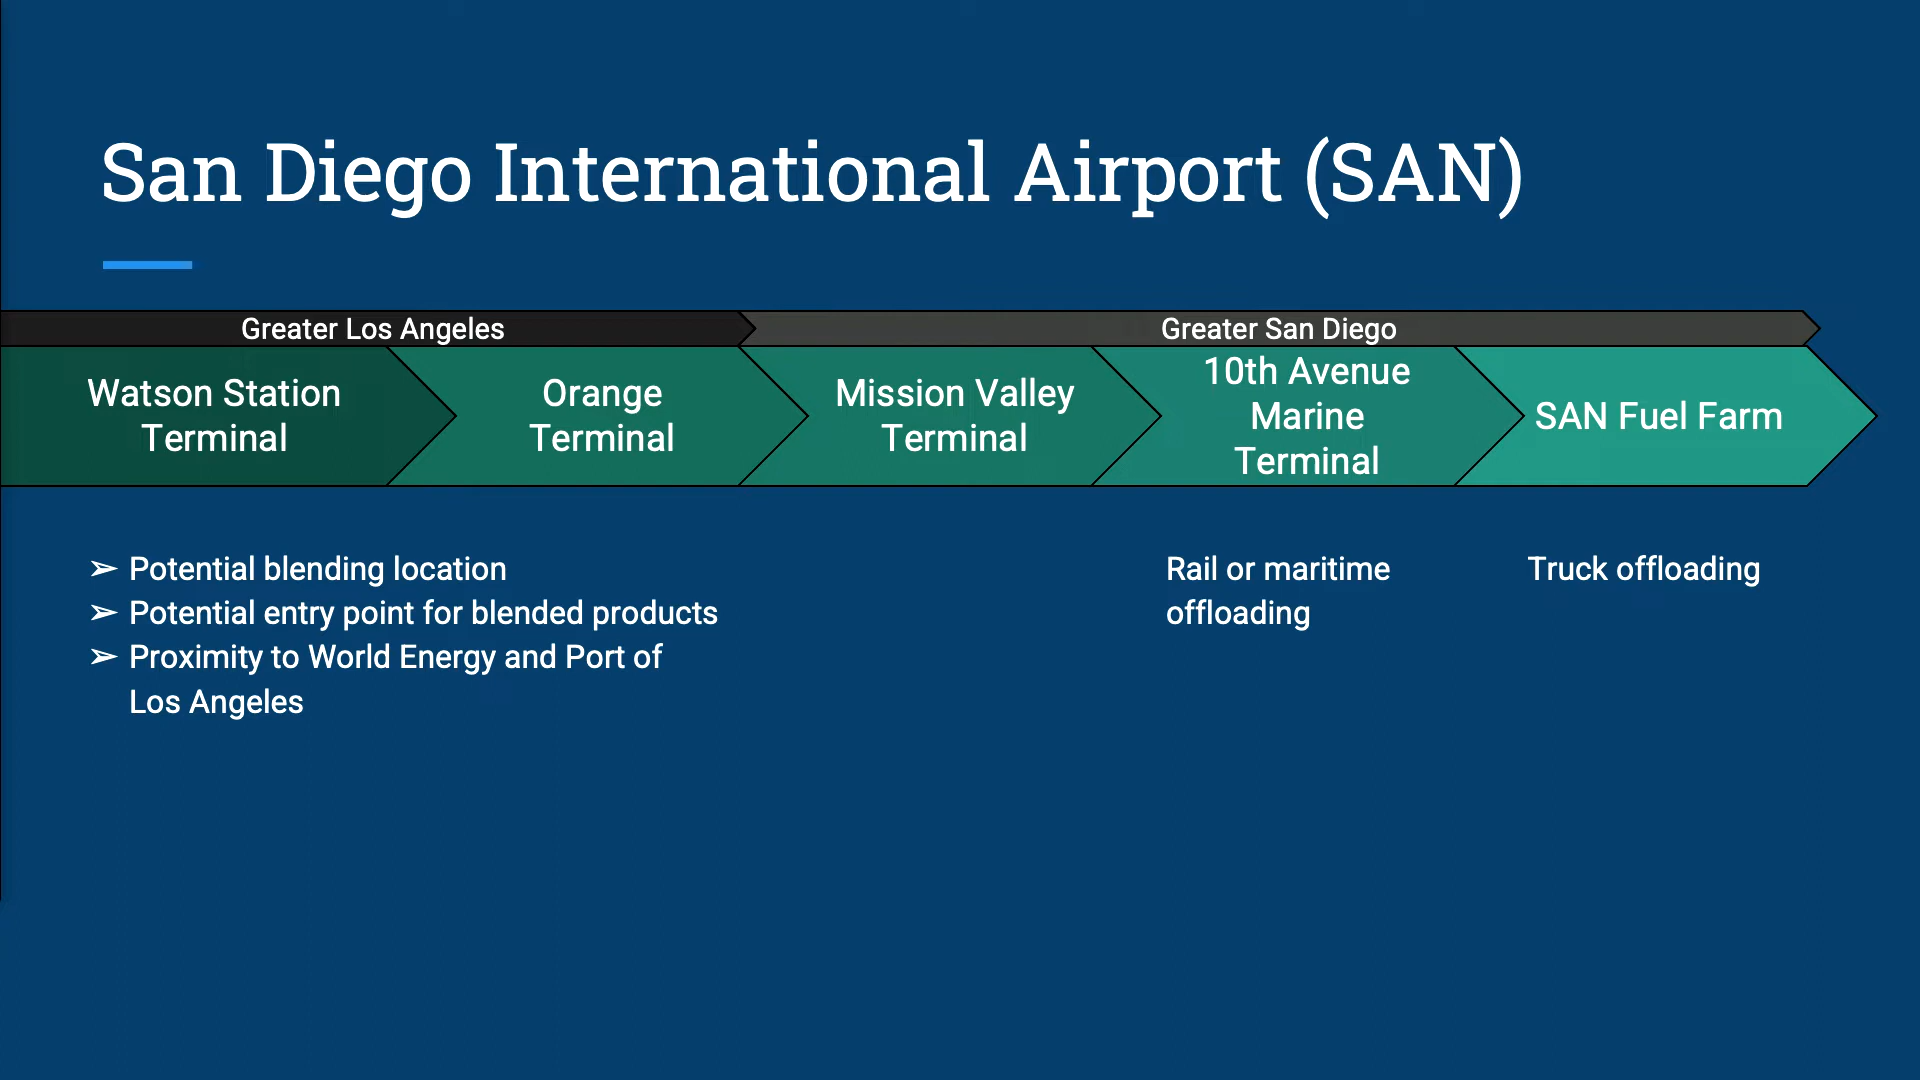 San Diego International Airport (SAN)
Greater Los Angeles
Greater San Diego
Watson Station
Terminal
Orange
Terminal
Mission Valley
Terminal
10th Avenue
Marine
Terminal
SAN Fuel Farm
➢ Potential blending location
➢ Potential entry point for blended products
➢ Proximity to World Energy and Port of
Los Angeles
Rail or maritime
offloading
Truck offloading